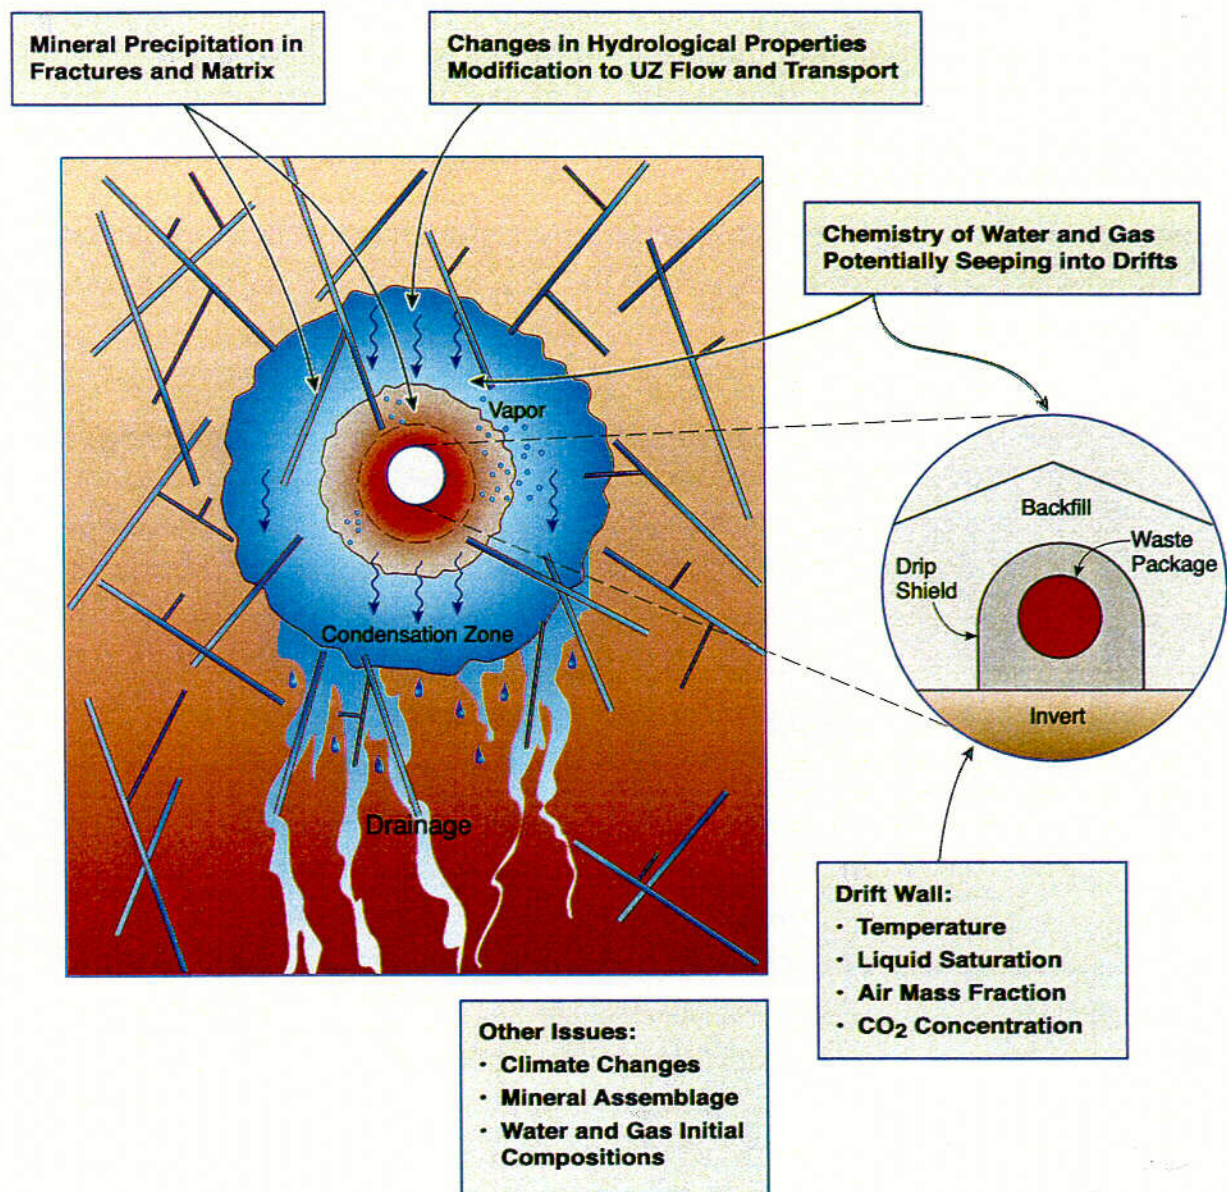 Mineral Precipitation in
Fractures and Matrix
Changes in Hydrological Properties
Modification to UZ Flow and Transport
Chemistry of Water and Gas
Potentially Seeping into Drifts
Vapor
Condensation Zone
Drainage
Backfill
Waste
Package
Drip
Shield
Invert
Drift Wall:
· Temperature
· Liquid Saturation
· Air Mass Fraction
· CO₂ Concentration
Other Issues:
· Climate Changes
· Mineral Assemblage
· Water and Gas Initial
Compositions